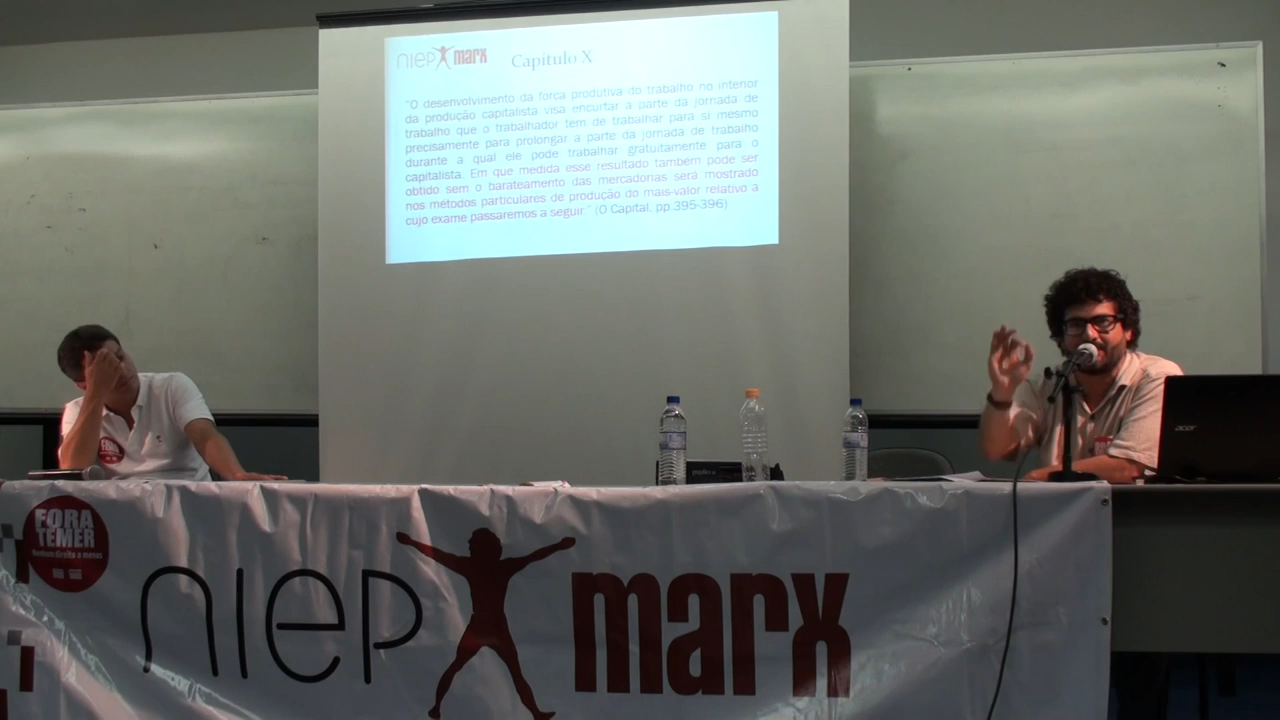 niep marx
Capítulo X
"O desenvolvimento da força produtiva do trabalho no interior
da produção capitalista visa encurtar a parte da jornada de
trabalho que o trabalhador tem de trabalhar para si mesmo
precisamente para prolongar a parte da jornada de trabalho
durante a qual ele pode trabalhar gratuitamente para o
capitalista. Em que medida esse resultado também pode ser
obtido sem o barateamento das mercadorias será mostrado
nos métodos particulares de produção do mais-valor relativo a
cujo exame passaremos a seguir." (O Capital, pp.395-396)
acer
FORA
TEMER
Nenhum direito a menos
niep marx